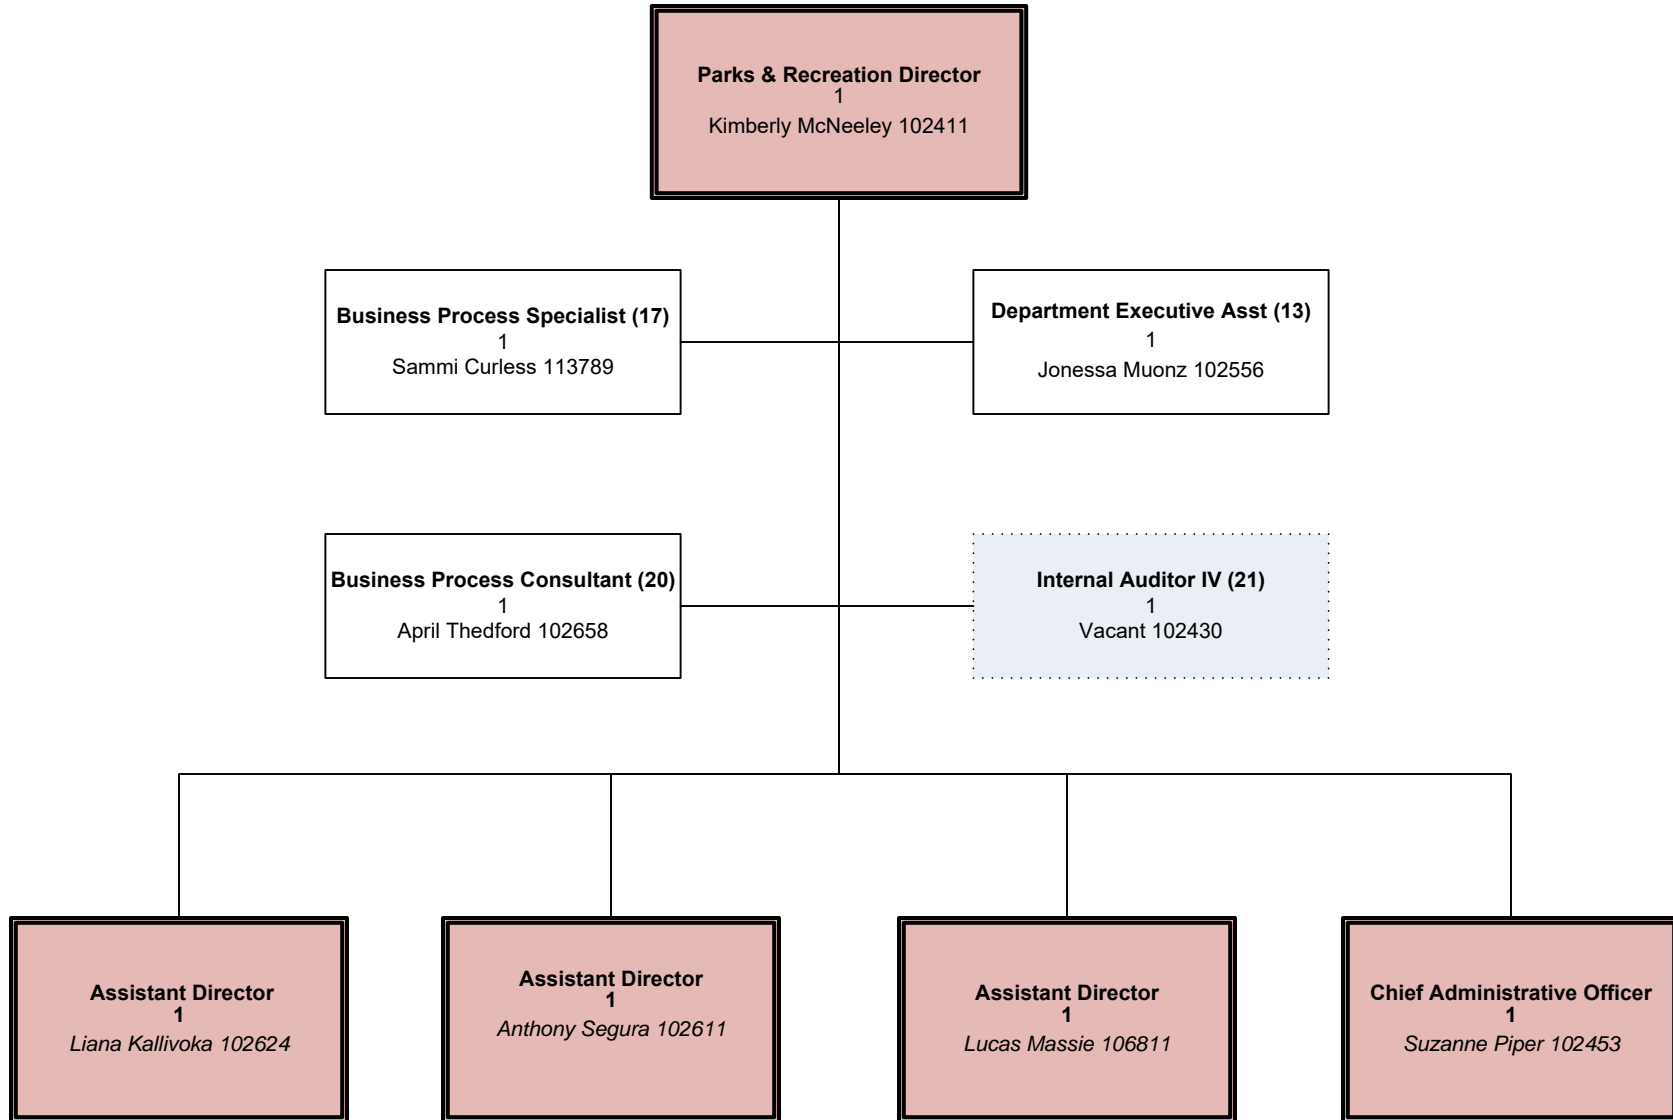 Parks & Recreation Director
1
Kimberly McNeeley 102411
Business Process Specialist (17)
1
Sammi Curless 113789
Department Executive Asst (13)
1
Jonessa Muonz 102556
Business Process Consultant (20)
1
April Thedford 102658
Internal Auditor IV (21)
1
Vacant 102430
Assistant Director
1
Liana Kallivoka 102624
Assistant Director
1
Anthony Segura 102611
Assistant Director
1
Lucas Massie 106811
Chief Administrative Officer
1
Suzanne Piper 102453